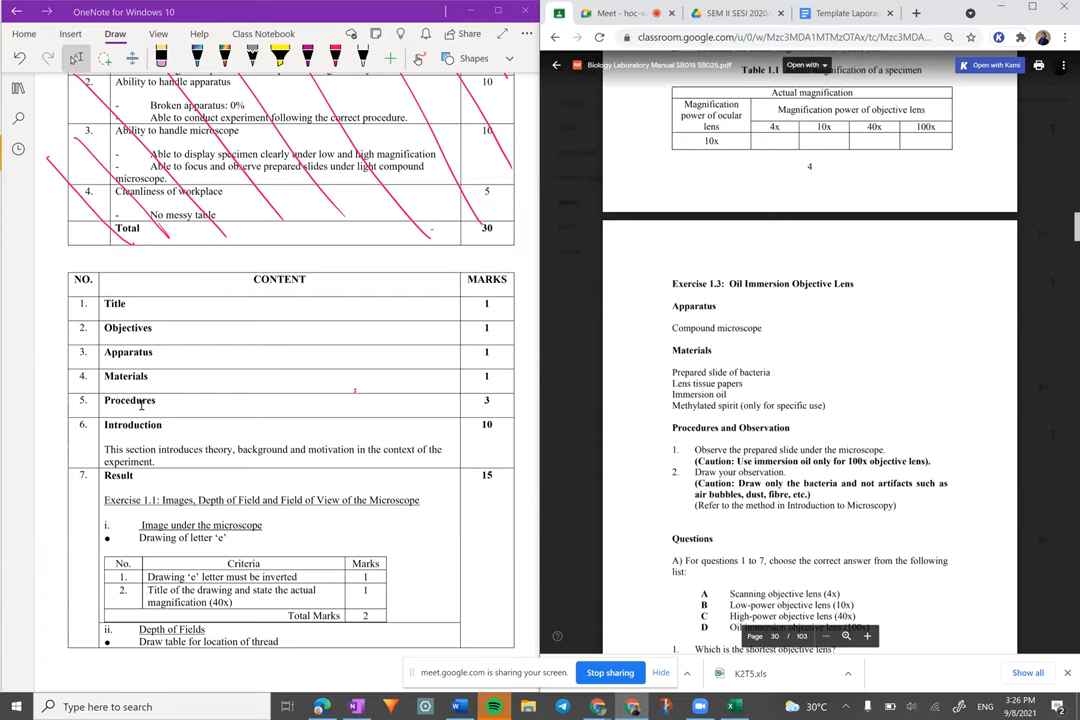 OneNote for Windows 10
Home Insert Draw View Help Class Notebook Share
Shapes
2. Ability to handle apparatus 10
- Broken apparatus: 0%
- Able to conduct experiment following the correct procedure.
3. Ability to handle microscope 10
- Able to display specimen clearly under low and high magnification
- Able to focus and observe prepared slides under light compound
microscope.
4. Cleanliness of workplace 5
- No messy table
Total 30
NO. CONTENT MARKS
1. Title 1
2. Objectives 1
3. Apparatus 1
4. Materials 1
5. Procedures 3
6. Introduction 10
This section introduces theory, background and motivation in the context of the
experiment.
7. Result 15
Exercise 1.1: Images, Depth of Field and Field of View of the Microscope
i. Image under the microscope
● Drawing of letter ‘e’
No. Criteria Marks
1. Drawing ‘e’ letter must be inverted 1
2. Title of the drawing and state the actual 1
magnification (40x)
Total Marks 2
ii. Depth of Fields
● Draw table for location of thread
Meet - hoc-w
SEM II SESI 2020/
Template Lapora
classroom.google.com/u/0/w/Mzc3MDA1MTMzOTAx/tc/Mzc3MDA...
Biology Laboratory Manual SB015 SB025.pdf
Open with
Open with Kami
Table 1.1 magnification of a specimen
Actual magnification
Magnification
power of ocular
lens
Magnification power of objective lens
4x 10x 40x 100x
10x
4
Exercise 1.3: Oil Immersion Objective Lens
Apparatus
Compound microscope
Materials
Prepared slide of bacteria
Lens tissue papers
Immersion oil
Methylated spirit (only for specific use)
Procedures and Observation
1. Observe the prepared slide under the microscope.
(Caution: Use immersion oil only for 100x objective lens).
2. Draw your observation.
(Caution: Draw only the bacteria and not artifacts such as
air bubbles, dust, fibre, etc.)
(Refer to the method in Introduction to Microscopy)
Questions
A) For questions 1 to 7, choose the correct answer from the following
list:
A Scanning objective lens (4x)
B Low-power objective lens (10x)
C High-power objective lens (40x)
D Oil immersion objective lens (100x)
Page 30 / 103
1. Which is the shortest objective lens?
meet.google.com is sharing your screen.
Stop sharing
Hide
K2T5.xls
Show all
Type here to search
30°C
ENG
3:26 PM
9/8/2021